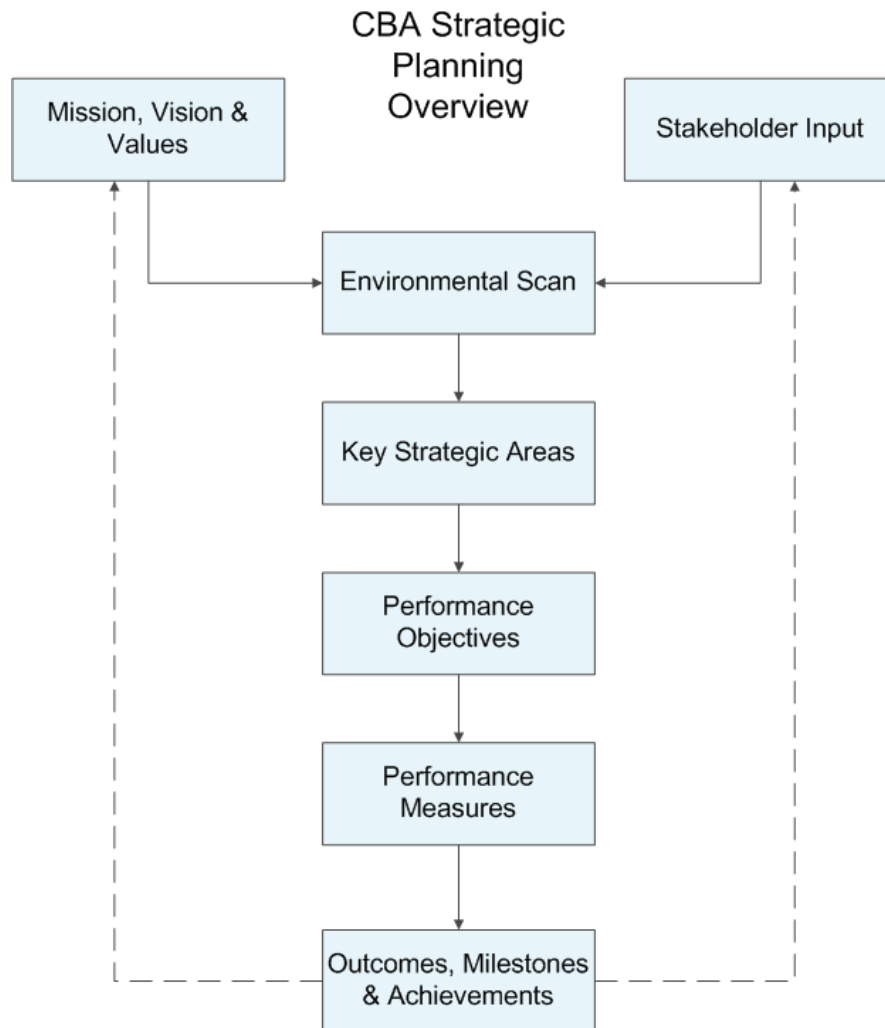 CBA Strategic
Planning
Overview
Mission, Vision &
Values
Stakeholder Input
Environmental Scan
Key Strategic Areas
Performance
Objectives
Performance
Measures
Outcomes, Milestones
& Achievements